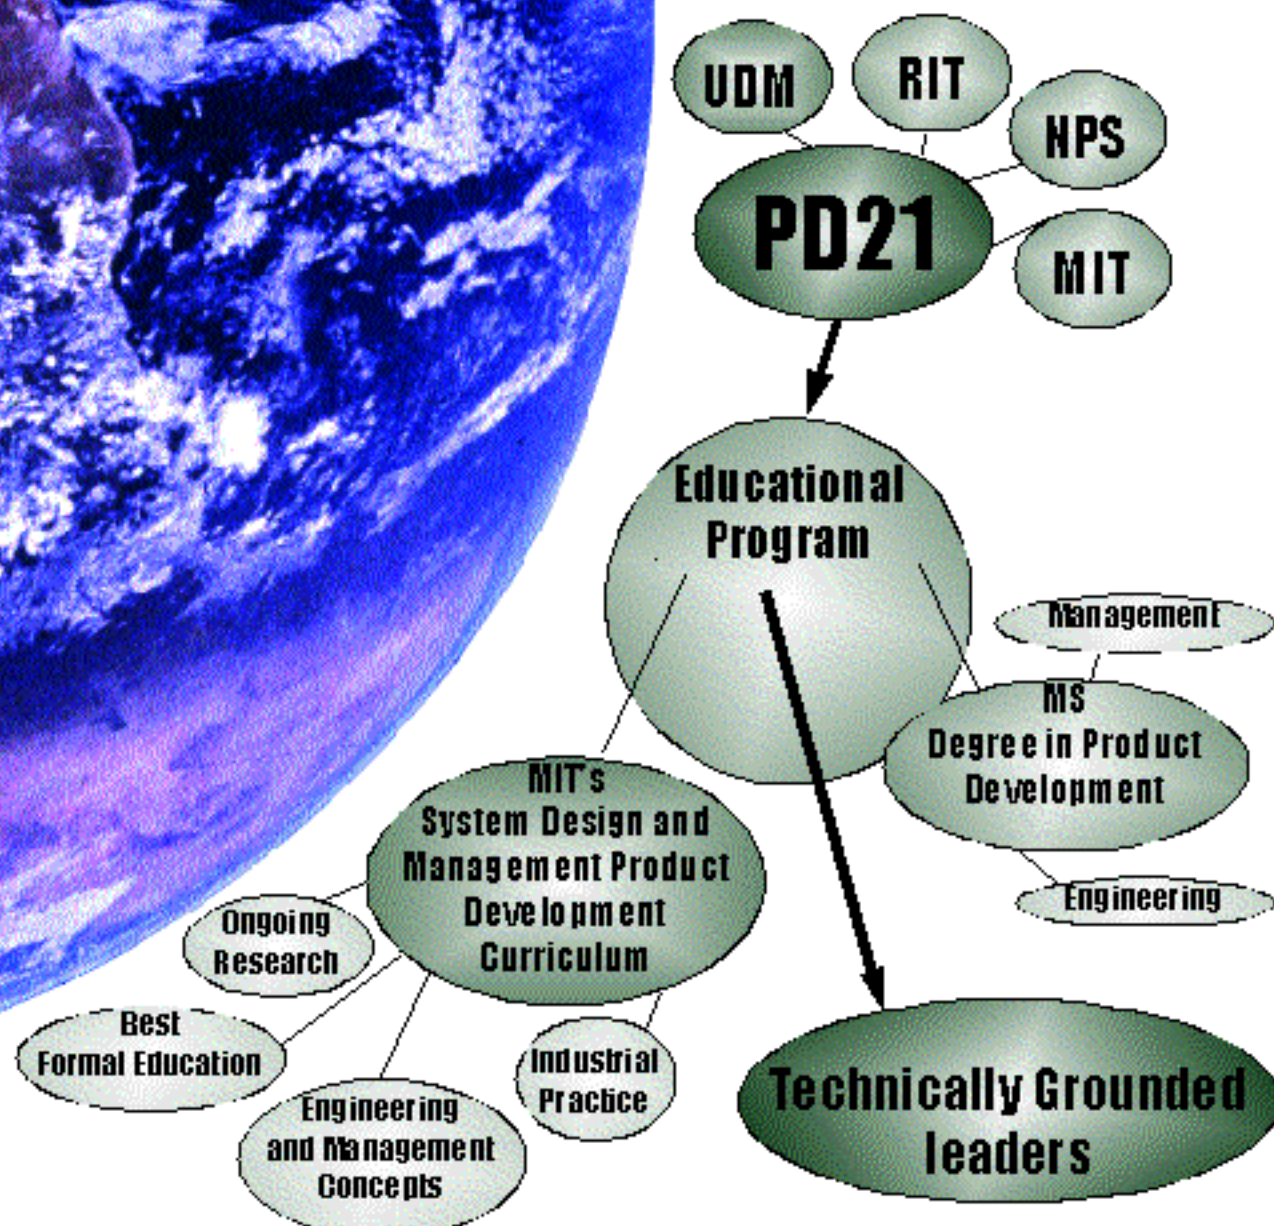 UDM
RIT
NPS
PD21
MIT
Educational
Program
Management
MS
Degree in Product
Development
Engineering
MIT's
System Design and
Management Product
Development
Curriculum
Ongoing
Research
Best
Formal Education
Engineering
and Management
Concepts
Industrial
Practice
Technically Grounded
leaders